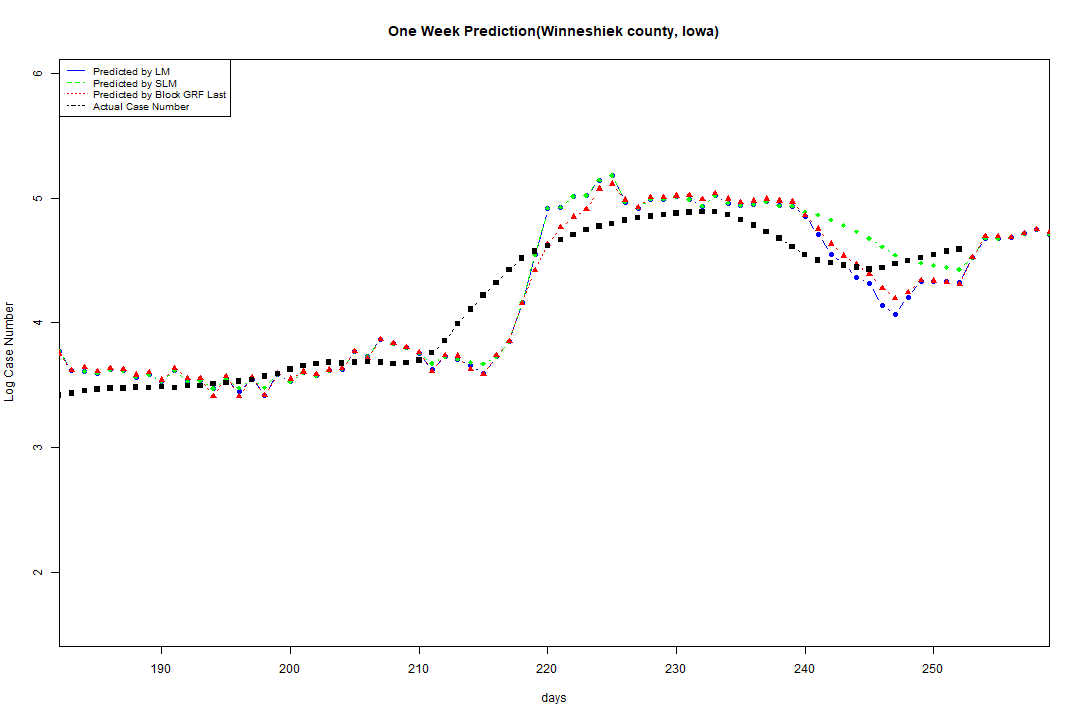 One Week Prediction(Winneshiek county, Iowa)
Predicted by LM
Predicted by SLM
Predicted by Block GRF Last
Actual Case Number
6
5
4
3
2
Log Case Number
190 200 210 220 230 240 250
days